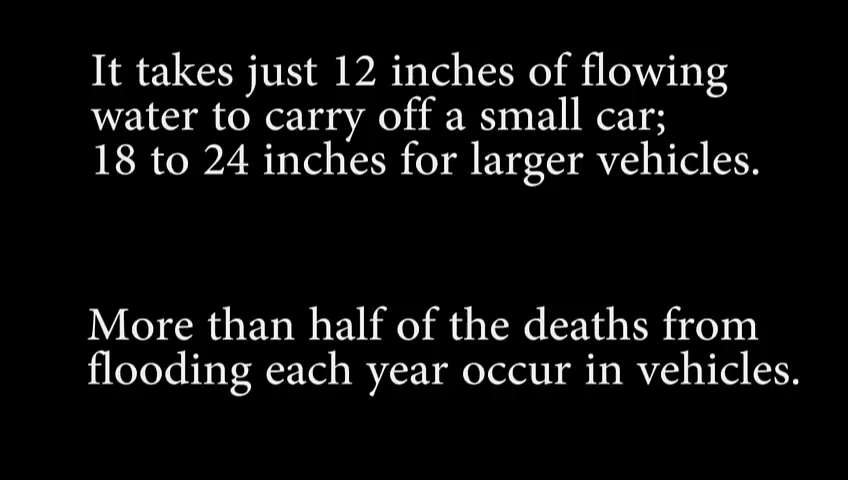 It takes just 12 inches of flowing
water to carry off a small car;
18 to 24 inches for larger vehicles.
More than half of the deaths from
flooding each year occur in vehicles.